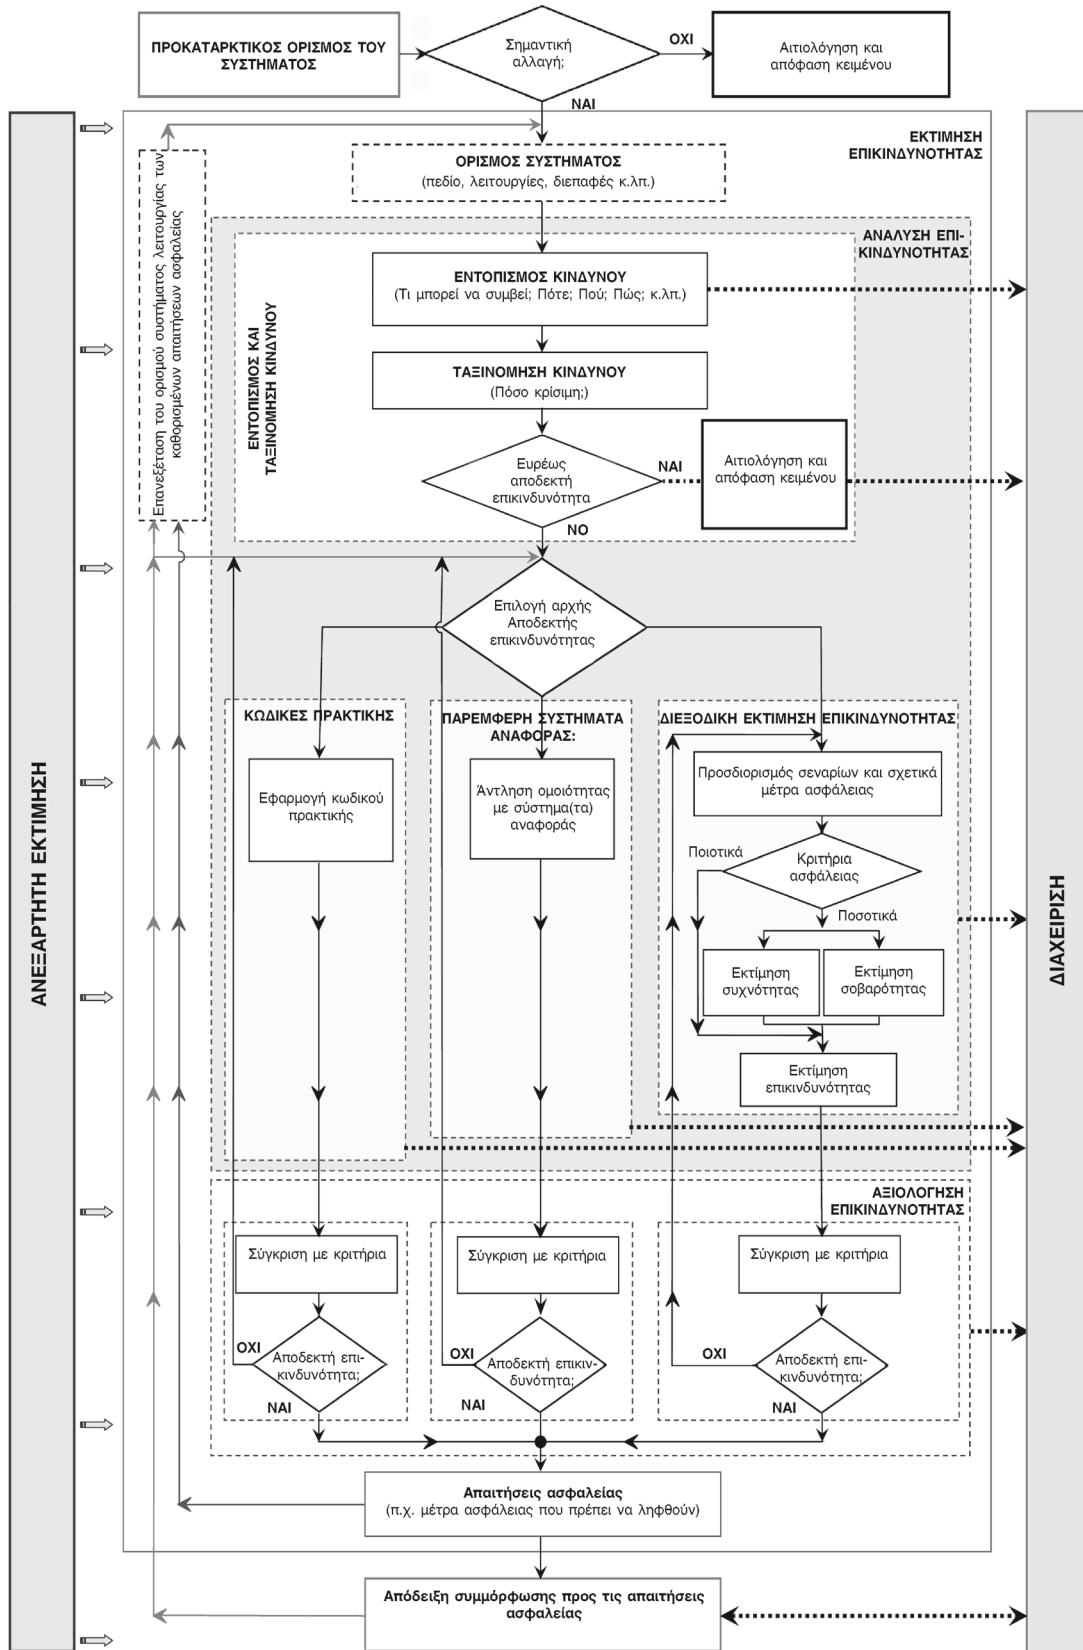 ΠΡΟΚΑΤΑΡΚΤΙΚΟΣ ΟΡΙΣΜΟΣ ΤΟΥ
ΣΥΣΤΗΜΑΤΟΣ
Σημαντική
αλλαγή;
ΟΧΙ
Αιτιολόγηση και
απόφαση κειμένου
ΝΑΙ
ΕΚΤΙΜΗΣΗ
ΕΠΙΚΙΝΔΥΝΟΤΗΤΑΣ
ΟΡΙΣΜΟΣ ΣΥΣΤΗΜΑΤΟΣ
(πεδίο, λειτουργίες, διεπαφές κ.λπ.)
Επανεξέταση του ορισμού συστήματος λειτουργία των
καθορισμένων απαιτήσεων ασφαλείας
ΑΝΑΛΥΣΗ ΕΠΙ-
ΚΙΝΔΥΝΟΤΗΤΑΣ
ΕΝΤΟΠΙΣΜΟΣ ΚΑΙ
ΤΑΞΙΝΟΜΗΣΗ ΚΙΝΔΥΝΟΥ
ΕΝΤΟΠΙΣΜΟΣ ΚΙΝΔΥΝΟΥ
(Τι μπορεί να συμβεί; Πότε; Πού; Πώς; κ.λπ.)
ΤΑΞΙΝΟΜΗΣΗ ΚΙΝΔΥΝΟΥ
(Πόσο κρίσιμη;)
Ευρέως
αποδεκτή
επικινδυνότητα
ΝΑΙ
Αιτιολόγηση και
απόφαση κειμένου
NO
Επιλογή αρχής
Αποδεκτής
επικινδυνότητας
ΚΩΔΙΚΕΣ ΠΡΑΚΤΙΚΗΣ
Εφαρμογή κωδικού
πρακτικής
ΠΑΡΕΜΦΕΡΗ ΣΥΣΤΗΜΑΤΑ
ΑΝΑΦΟΡΑΣ:
Άντληση ομοιότητας
με σύστημα(τα)
αναφοράς
ΔΙΕΞΟΔΙΚΗ ΕΚΤΙΜΗΣΗ ΕΠΙΚΙΝΔΥΝΟΤΗΤΑΣ
Προσδιορισμός σεναρίων και σχετικά
μέτρα ασφάλειας
Ποιοτικά
Κριτήρια
ασφάλειας
Ποσοτικά
Εκτίμηση
συχνότητας
Εκτίμηση
σοβαρότητας
Εκτίμηση
επικινδυνότητας
ΑΝΕΞΑΡΤΗΤΗ ΕΚΤΙΜΗΣΗ
ΔΙΑΧΕΙΡΙΣΗ
ΑΞΙΟΛΟΓΗΣΗ
ΕΠΙΚΙΝΔΥΝΟΤΗΤΑΣ
Σύγκριση με κριτήρια
Σύγκριση με κριτήρια
Σύγκριση με κριτήρια
ΟΧΙ
Αποδεκτή επι-
κινδυνότητα;
ΝΑΙ
ΟΧΙ
Αποδεκτή επικιν-
δυνότητα;
ΝΑΙ
ΟΧΙ
Αποδεκτή επι-
κινδυνότητα;
ΝΑΙ
Απαιτήσεις ασφαλείας
(π.χ. μέτρα ασφάλειας που πρέπει να ληφθούν)
Απόδειξη συμμόρφωσης προς τις απαιτήσεις
ασφαλείας